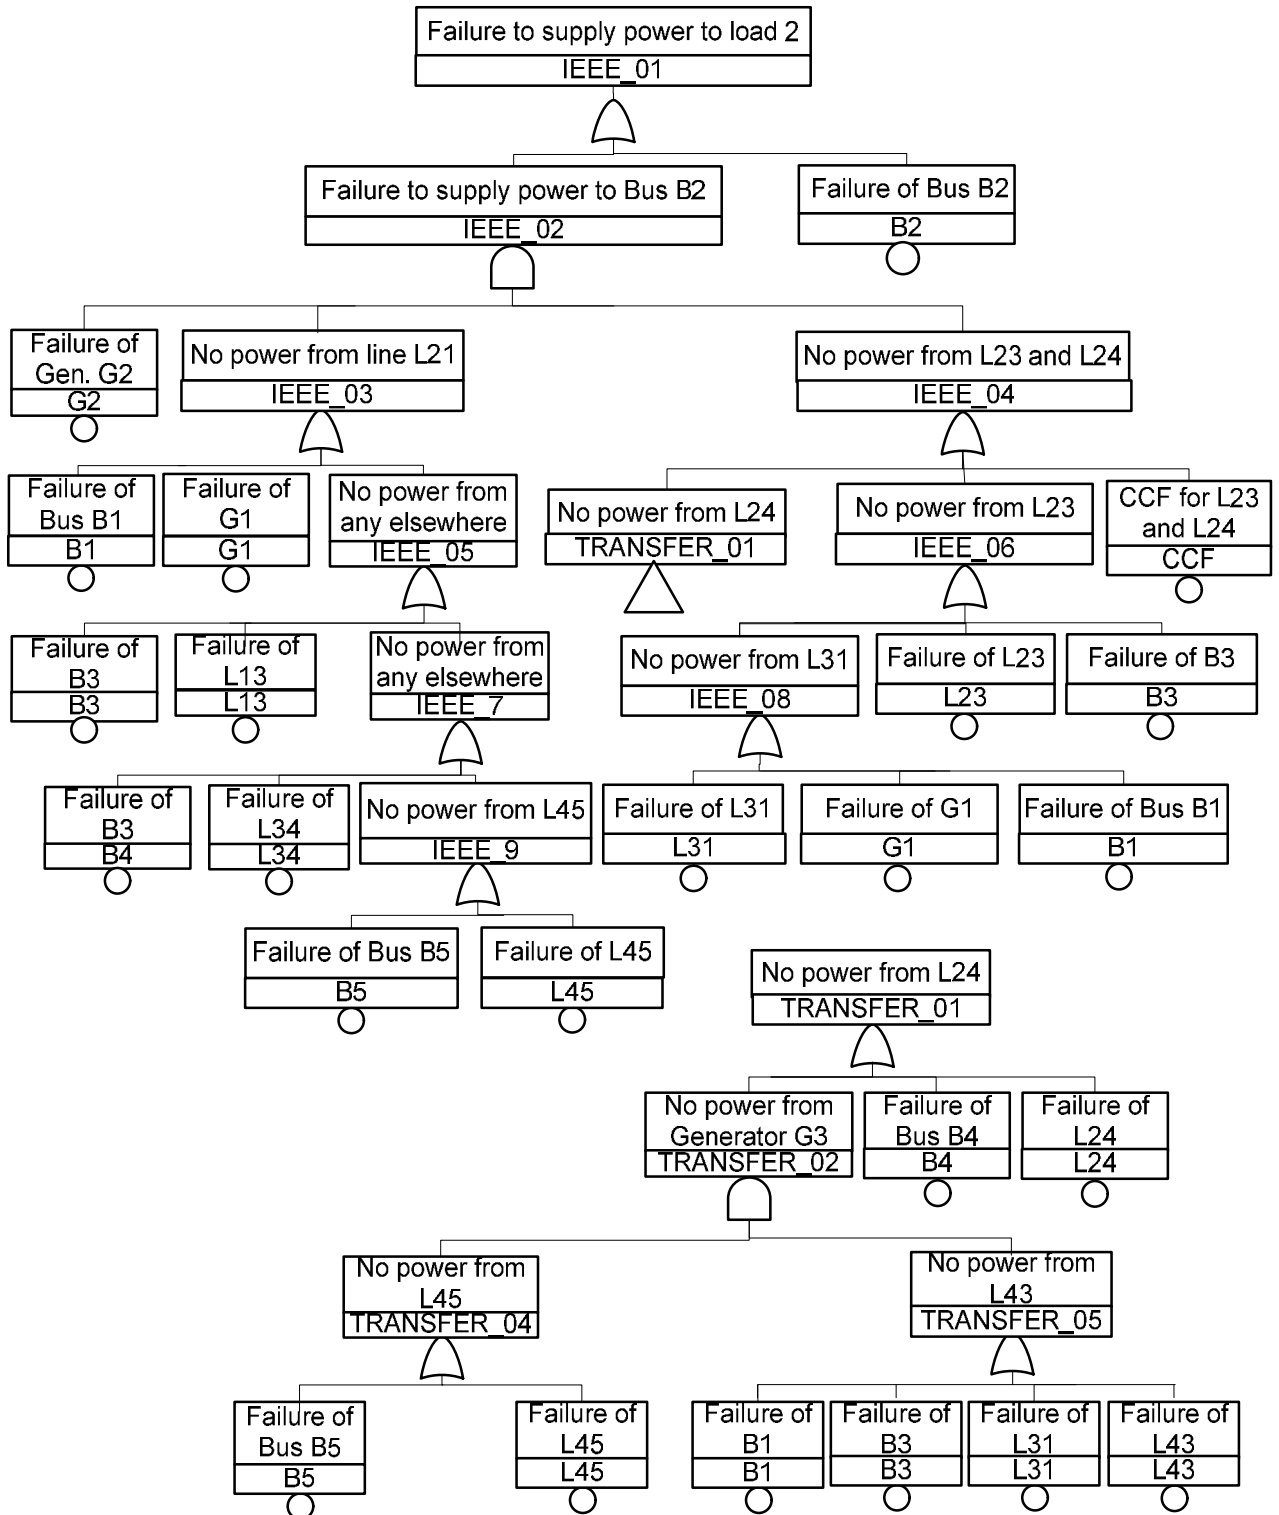 Failure to supply power to load 2
IEEE_01
Failure to supply power to Bus B2
IEEE_02
Failure of Bus B2
B2
Failure of
Gen. G2
G2
No power from line L21
IEEE_03
No power from L23 and L24
IEEE_04
Failure of
Bus B1
B1
Failure of
G1
G1
No power from
any elsewhere
IEEE_05
No power from L24
TRANSFER_01
No power from L23
IEEE_06
CCF for L23
and L24
CCF
Failure of
B3
B3
Failure of
L13
L13
No power from
any elsewhere
IEEE_7
No power from L31
IEEE_08
Failure of L23
L23
Failure of B3
B3
Failure of
B3
B4
Failure of
L34
L34
No power from L45
IEEE_9
Failure of L31
L31
Failure of G1
G1
Failure of Bus B1
B1
Failure of Bus B5
B5
Failure of L45
L45
No power from L24
TRANSFER_01
No power from
Generator G3
TRANSFER_02
Failure of
Bus B4
B4
Failure of
L24
L24
No power from
L45
TRANSFER_04
No power from
L43
TRANSFER_05
Failure of
Bus B5
B5
Failure of
L45
L45
Failure of
B1
B1
Failure of
B3
B3
Failure of
L31
L31
Failure of
L43
L43